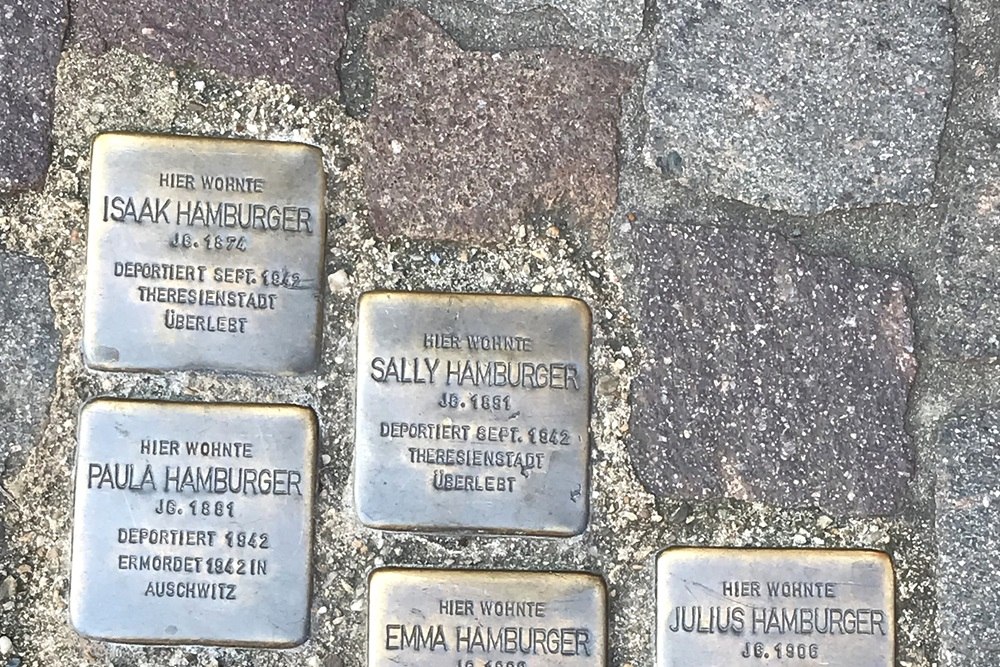 HIER WOHNTE
ISAAK HAMBURGER
JG. 1874
DEPORTIERT SEPT. 1942
THERESIENSTADT
ÜBERLEBT
HIER WOHNTE
SALLY HAMBURGER
JG. 1881
DEPORTIERT SEPT. 1942
THERESIENSTADT
ÜBERLEBT
HIER WOHNTE
PAULA HAMBURGER
JG. 1881
DEPORTIERT 1942
ERMORDET 1942 IN
AUSCHWITZ
HIER WOHNTE
EMMA HAMBURGER
JG.
HIER WOHNTE
JULIUS HAMBURGER
JG. 1906